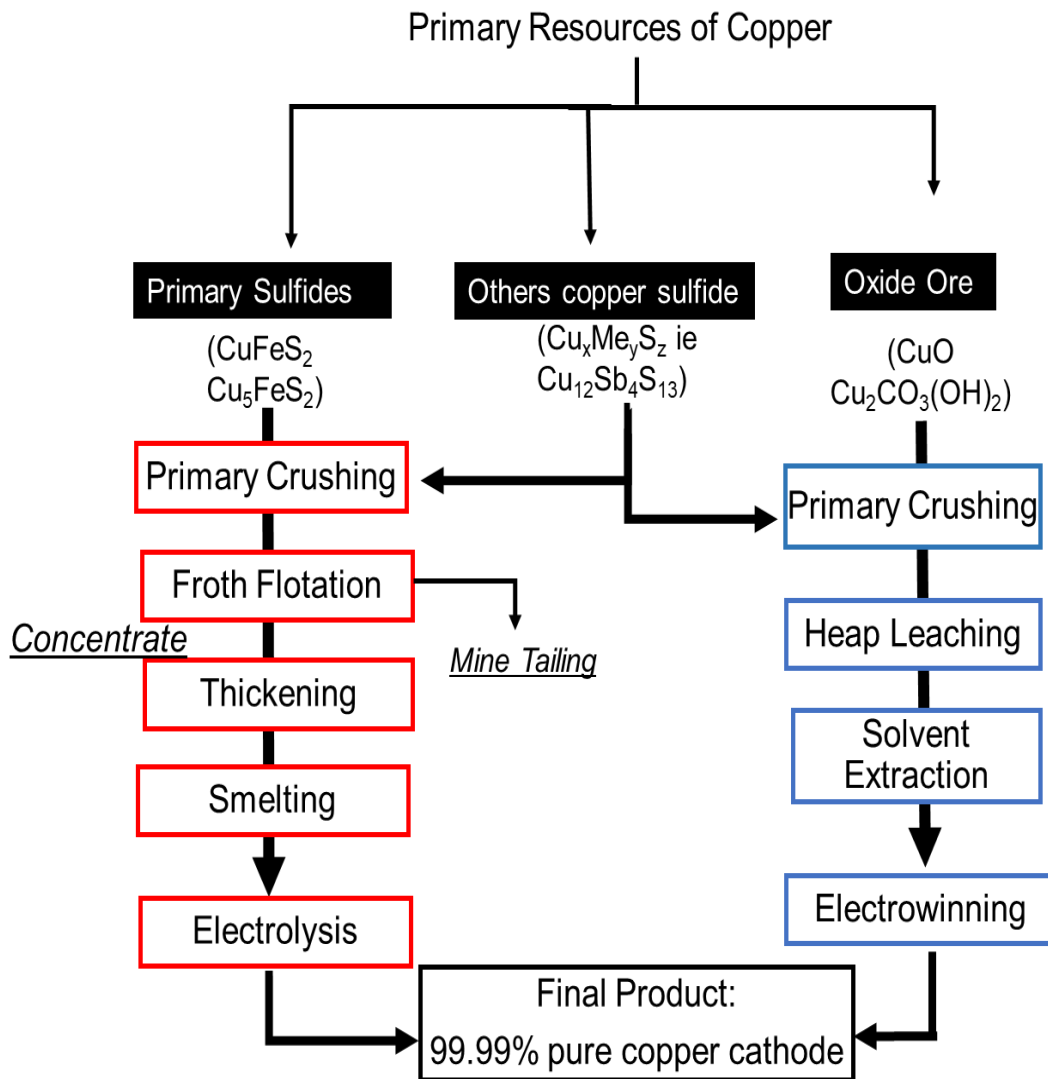 Primary Resources of Copper
Primary Sulfides
Others copper sulfide
Oxide Ore
(CuFeS₂
Cu₅FeS₂)
(CuₓMeᵧS_z ie
Cu₁₂Sb₄S₁₃)
(CuO
Cu₂CO₃(OH)₂)
Primary Crushing
Primary Crushing
Froth Flotation
Concentrate
Mine Tailing
Heap Leaching
Thickening
Solvent
Extraction
Smelting
Electrolysis
Electrowinning
Final Product:
99.99% pure copper cathode